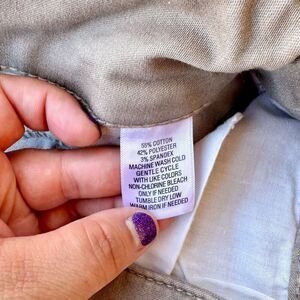 55% COTTON
42% POLYESTER
3% SPANDEX
MACHINE WASH COLD
GENTLE CYCLE
WITH LIKE COLORS
NON-CHLORINE BLEACH
ONLY IF NEEDED
TUMBLE DRY LOW
WARM IRON IF NEEDED